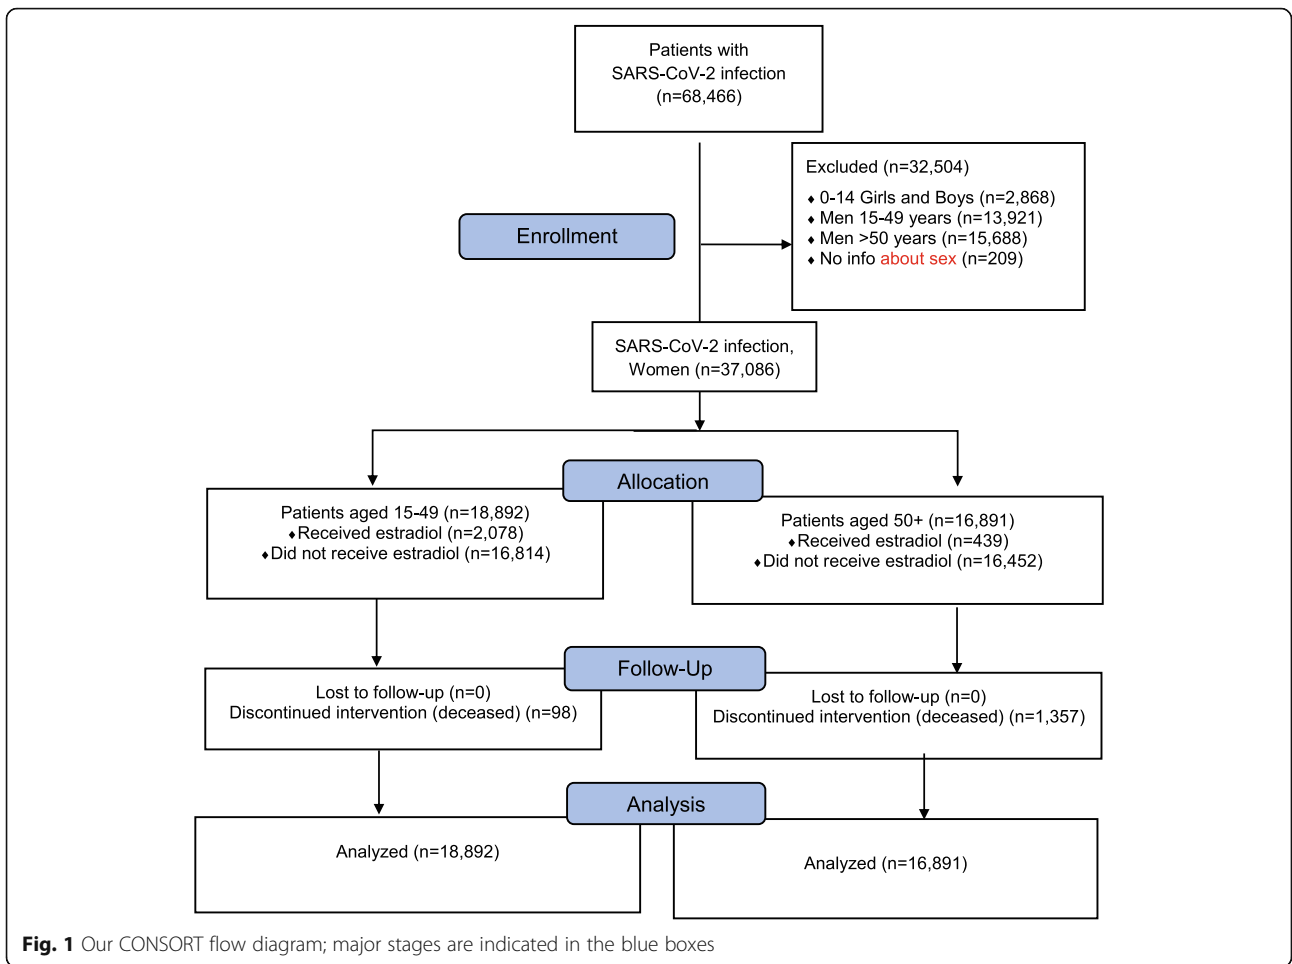 Patients with
SARS-CoV-2 infection
(n=68,466)
Excluded (n=32,504)
♦ 0-14 Girls and Boys (n=2,868)
♦ Men 15-49 years (n=13,921)
♦ Men >50 years (n=15,688)
♦ No info about sex (n=209)
Enrollment
SARS-CoV-2 infection,
Women (n=37,086)
Allocation
Patients aged 15-49 (n=18,892)
♦Received estradiol (n=2,078)
♦Did not receive estradiol (n=16,814)
Patients aged 50+ (n=16,891)
♦Received estradiol (n=439)
♦Did not receive estradiol (n=16,452)
Follow-Up
Lost to follow-up (n=0)
Discontinued intervention (deceased) (n=98)
Lost to follow-up (n=0)
Discontinued intervention (deceased) (n=1,357)
Analysis
Analyzed (n=18,892)
Analyzed (n=16,891)
Fig. 1 Our CONSORT flow diagram; major stages are indicated in the blue boxes